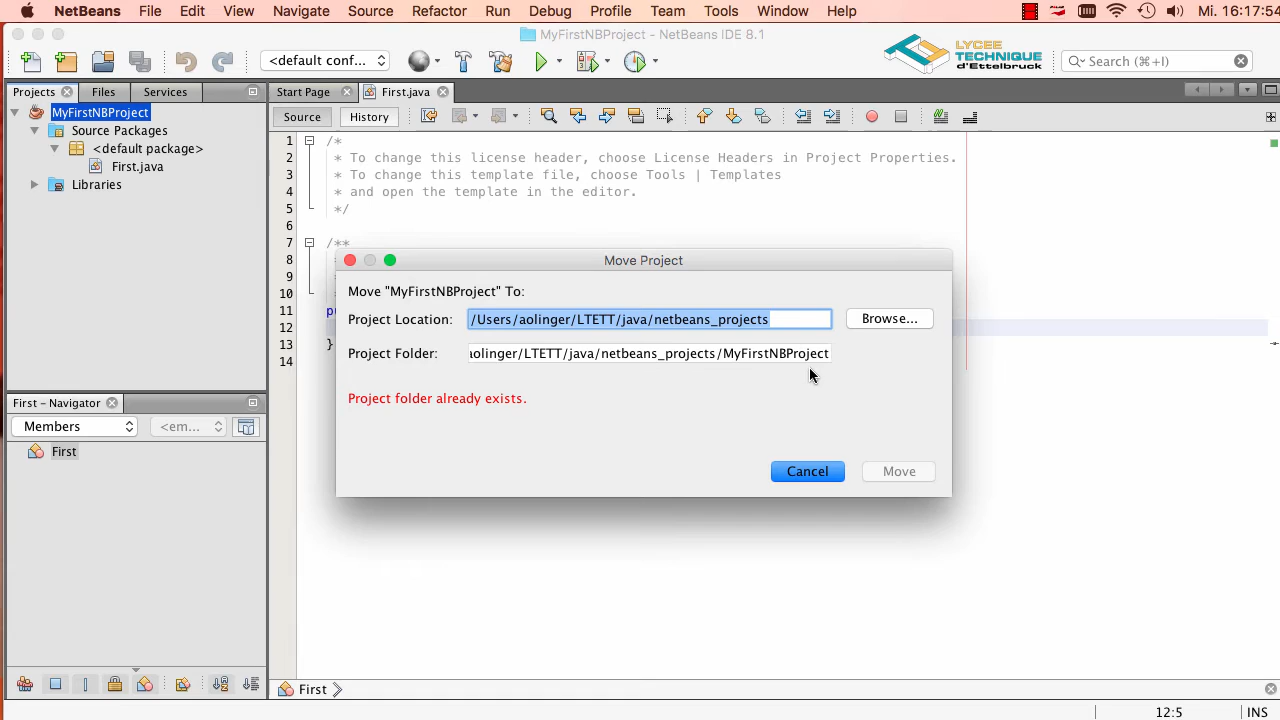 NetBeans File Edit View Navigate Source Refactor Run Debug Profile Team Tools Window Help Mi. 16:17:54
MyFirstNBProject - NetBeans IDE 8.1
<default conf...
LYCEE
TECHNIQUE
d'Ettelbruck
Search (⌘+I)
Projects Files Services
Start Page First.java
MyFirstNBProject
Source Packages
<default package>
First.java
Libraries
Source History
1 /*
2 * To change this license header, choose License Headers in Project Properties.
3 * To change this template file, choose Tools | Templates
4 * and open the template in the editor.
5 */
6
7 /**
8
9
10
11 pu
12
13 }
14
Move Project
Move "MyFirstNBProject" To:
Project Location: /Users/aolinger/LTETT/java/netbeans_projects Browse...
Project Folder: aolinger/LTETT/java/netbeans_projects/MyFirstNBProject
Project folder already exists.
Cancel Move
First - Navigator
Members <em...
First
First
12:5 INS